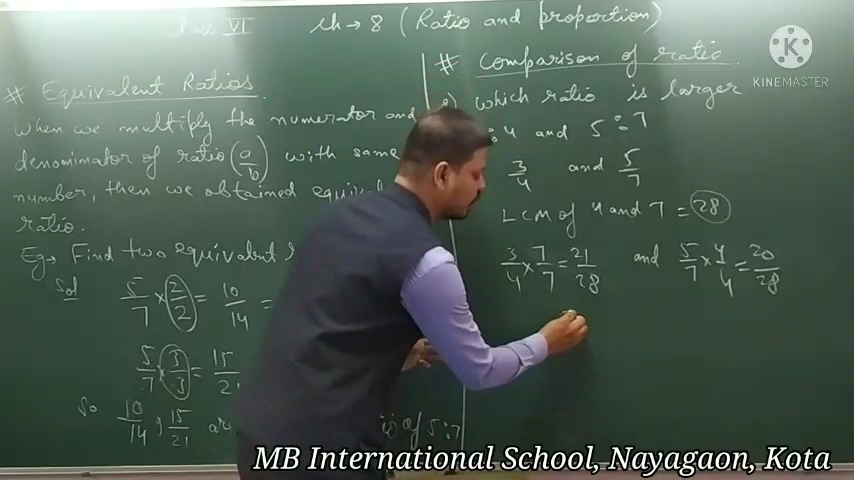 Class VI ch → 8 (Ratio and proportion)
# Equivalent Ratios
When we multiply the numerator and
denominator of ratio (a/b) with same
number, then we obtained
ratio.
Eg → Find two equivalent
Sol 5/7 × 2/2 = 10/14 =
5/7 × 3/3 = 15/21
So 10/14 , 15/21 of 5:7
# Comparison of ratio
which ratio is larger
:4 and 5:7
3/4 and 5/7
LCM of 4 and 7 = 28
3/4 × 7/7 = 21/28 and 5/7 × 4/4 = 20/28
K
KINEMASTER
MB International School, Nayagaon, Kota